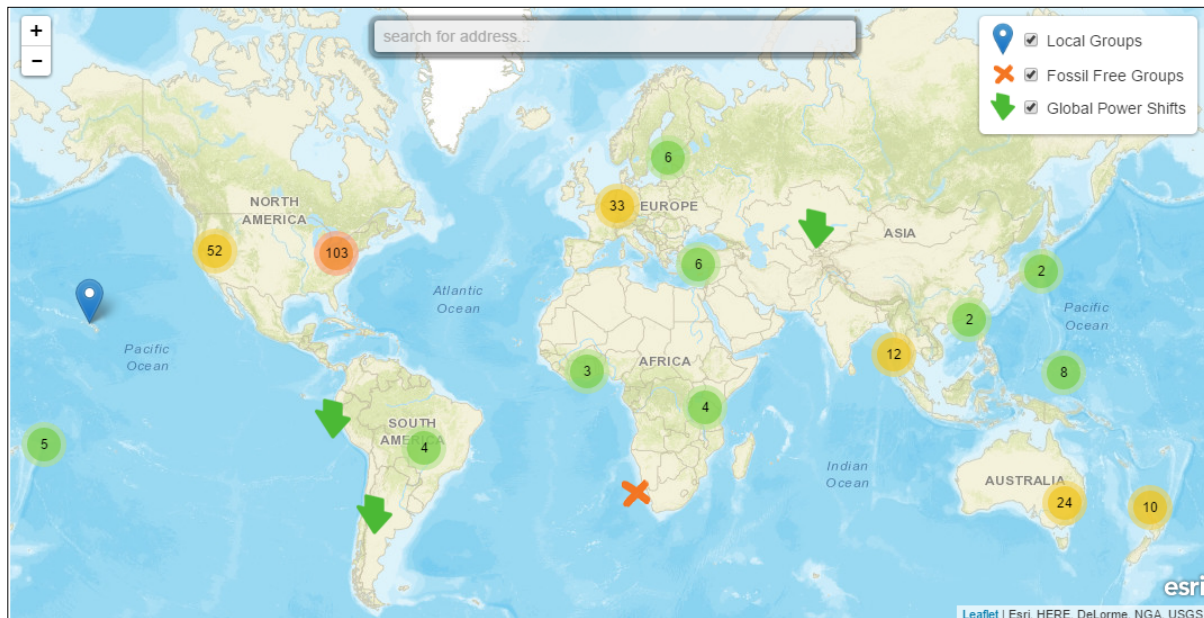 +
−
search for address...
Local Groups
Fossil Free Groups
Global Power Shifts
6
NORTH
AMERICA
33
EUROPE
ASIA
52
103
6
2
Atlantic
Ocean
Pacific
Ocean
2
Pacific
Ocean
12
3
AFRICA
8
4
SOUTH
AMERICA
5
4
Indian
Ocean
AUSTRALIA
24
10
esri
Leaflet | Esri, HERE, DeLorme, NGA, USGS